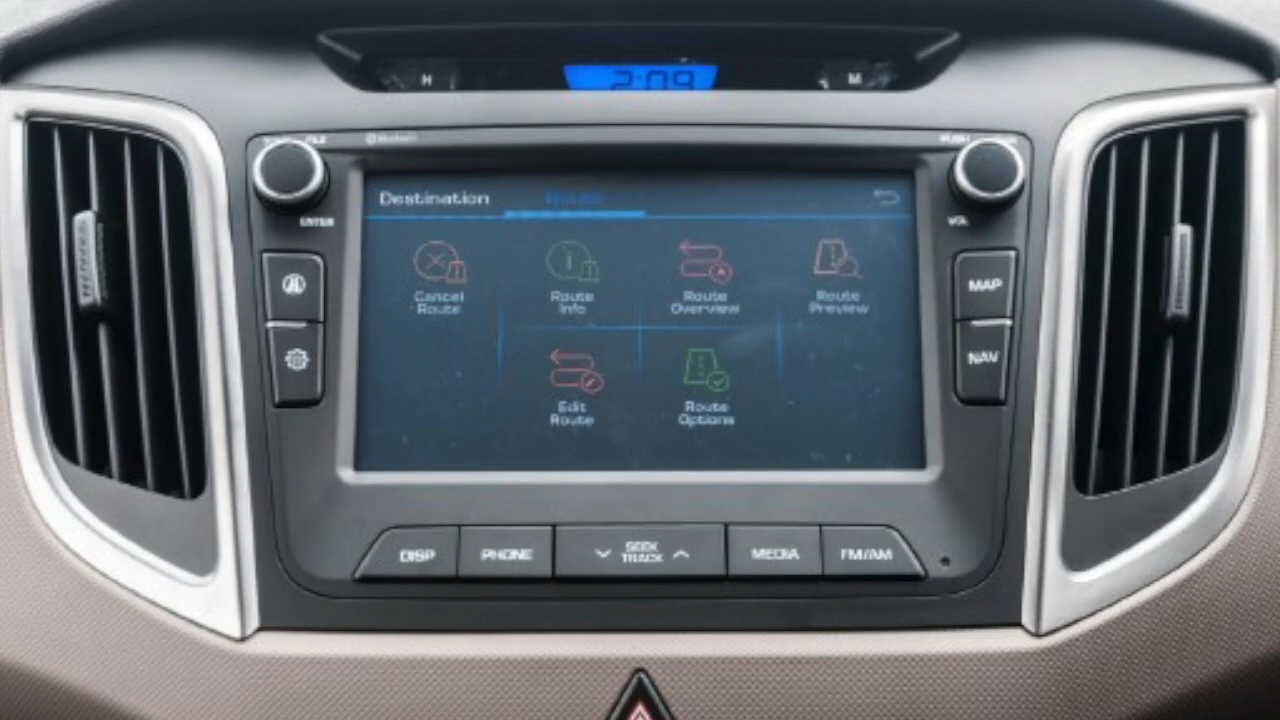 H 2:09 M
Destination Route
ENTER
VOL
Cancel
Route
Route
Info
Route
Overview
Route
Preview
MAP
NAV
Edit
Route
Route
Options
DISP
PHONE
SEEK
TRACK
MEDIA
FM/AM